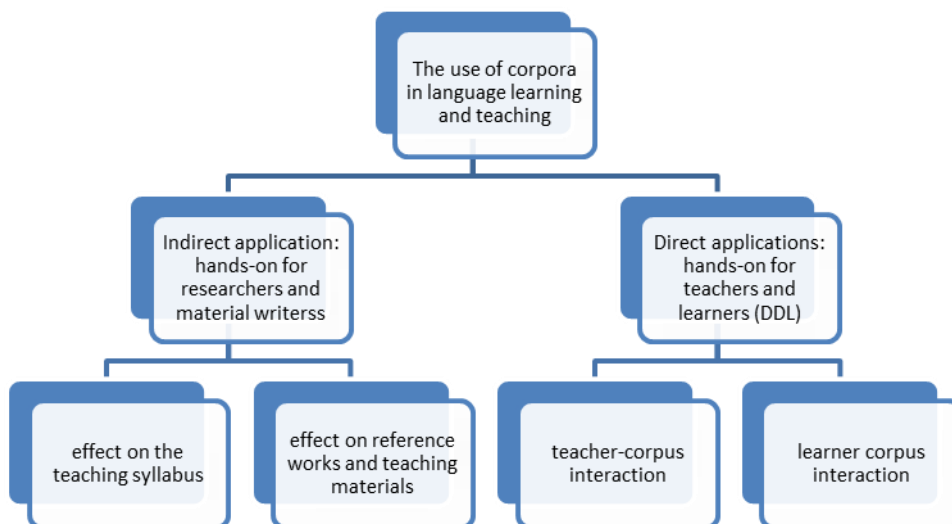 The use of corpora
in language learning
and teaching
Indirect application:
hands-on for
researchers and
material writerss
Direct applications:
hands-on for
teachers and
learners (DDL)
effect on the
teaching syllabus
effect on reference
works and teaching
materials
teacher-corpus
interaction
learner corpus
interaction